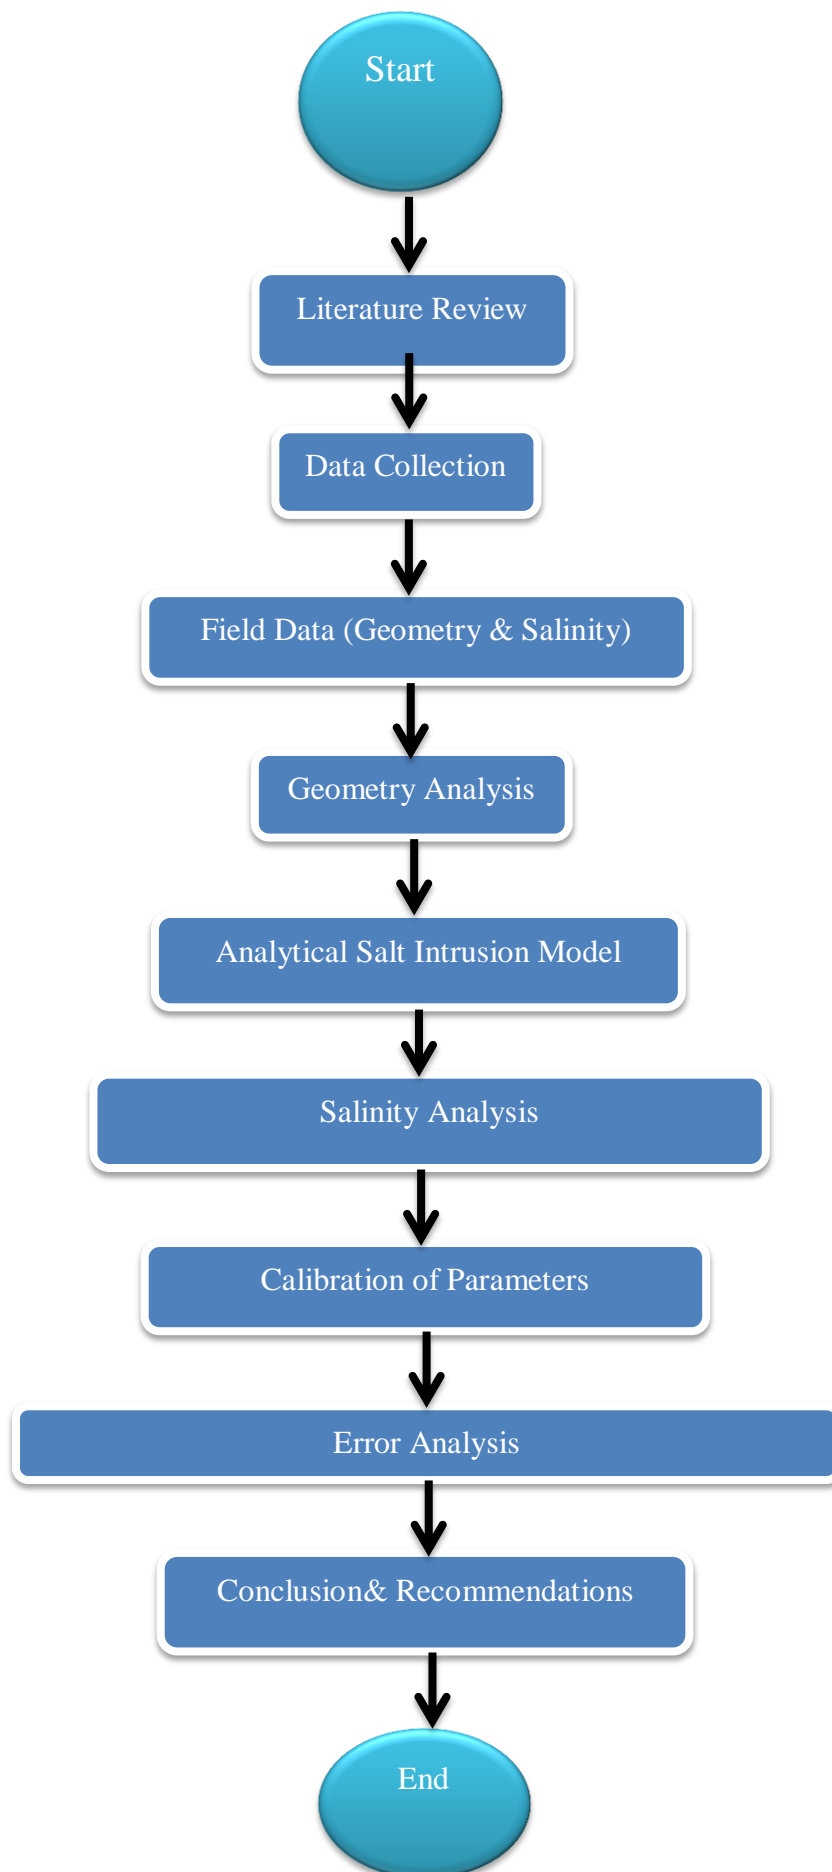 Start
Literature Review
Data Collection
Field Data (Geometry & Salinity)
Geometry Analysis
Analytical Salt Intrusion Model
Salinity Analysis
Calibration of Parameters
Error Analysis
Conclusion& Recommendations
End